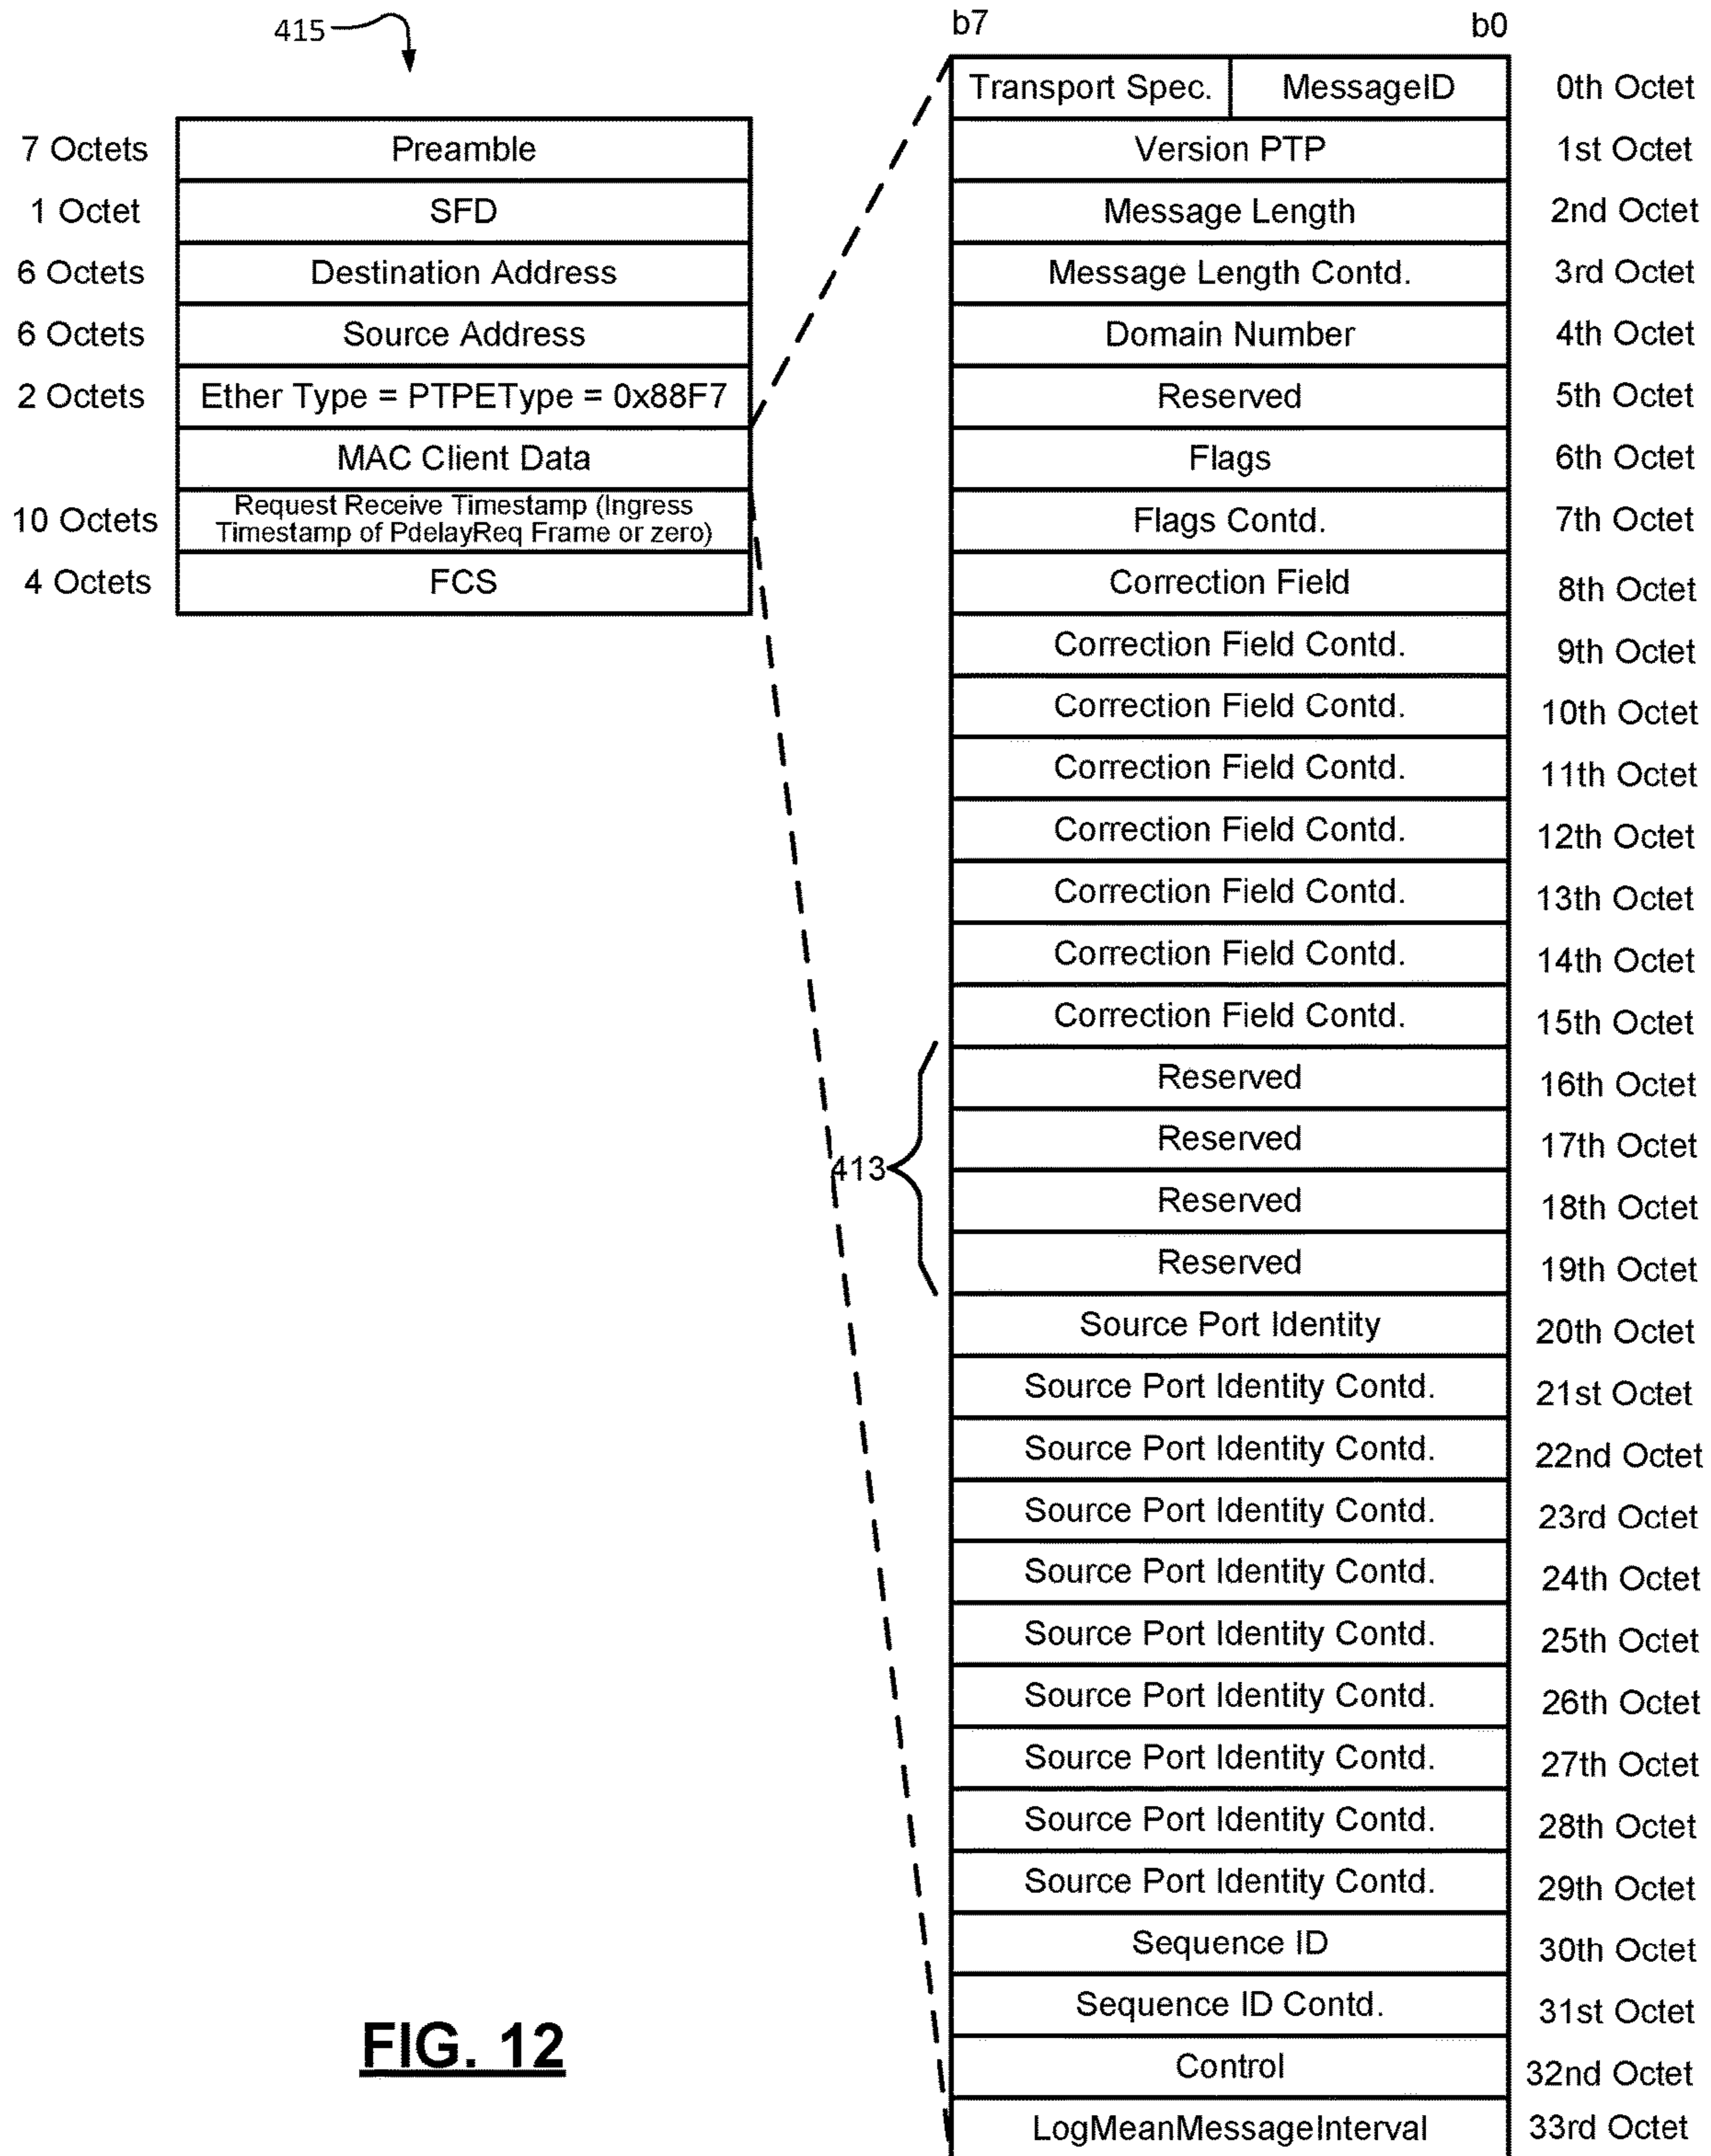 415
7 Octets Preamble
1 Octet SFD
6 Octets Destination Address
6 Octets Source Address
2 Octets Ether Type = PTPEType = 0x88F7
MAC Client Data
Request Receive Timestamp (Ingress
10 Octets Timestamp of PdelayReq Frame or zero)
4 Octets FCS
b7 b0
Transport Spec. MessageID 0th Octet
Version PTP 1st Octet
Message Length 2nd Octet
Message Length Contd. 3rd Octet
Domain Number 4th Octet
Reserved 5th Octet
Flags 6th Octet
Flags Contd. 7th Octet
Correction Field 8th Octet
Correction Field Contd. 9th Octet
Correction Field Contd. 10th Octet
Correction Field Contd. 11th Octet
Correction Field Contd. 12th Octet
Correction Field Contd. 13th Octet
Correction Field Contd. 14th Octet
Correction Field Contd. 15th Octet
Reserved 16th Octet
413
Reserved 17th Octet
Reserved 18th Octet
Reserved 19th Octet
Source Port Identity 20th Octet
Source Port Identity Contd. 21st Octet
Source Port Identity Contd. 22nd Octet
Source Port Identity Contd. 23rd Octet
Source Port Identity Contd. 24th Octet
Source Port Identity Contd. 25th Octet
Source Port Identity Contd. 26th Octet
Source Port Identity Contd. 27th Octet
Source Port Identity Contd. 28th Octet
Source Port Identity Contd. 29th Octet
Sequence ID 30th Octet
Sequence ID Contd. 31st Octet
Control 32nd Octet
LogMeanMessageInterval 33rd Octet
FIG. 12